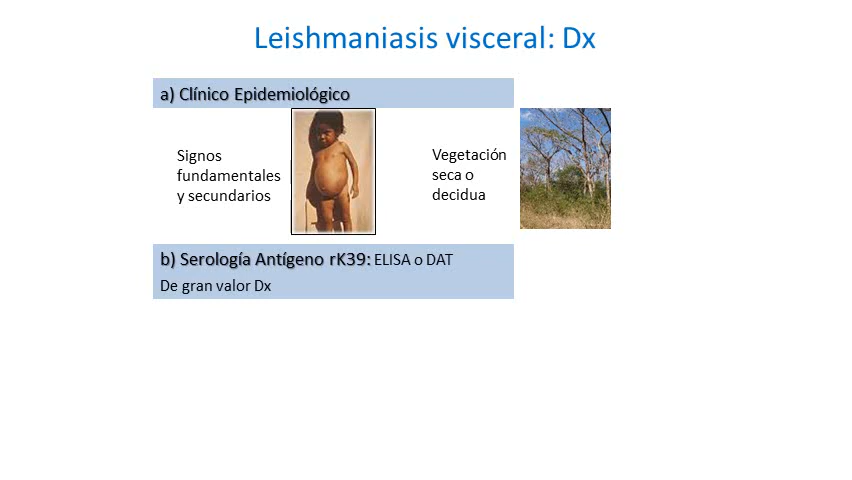 Leishmaniasis visceral: Dx
a) Clínico Epidemiológico
Signos
fundamentales
y secundarios
Vegetación
seca o
decidua
b) Serología Antígeno rK39: ELISA o DAT
De gran valor Dx